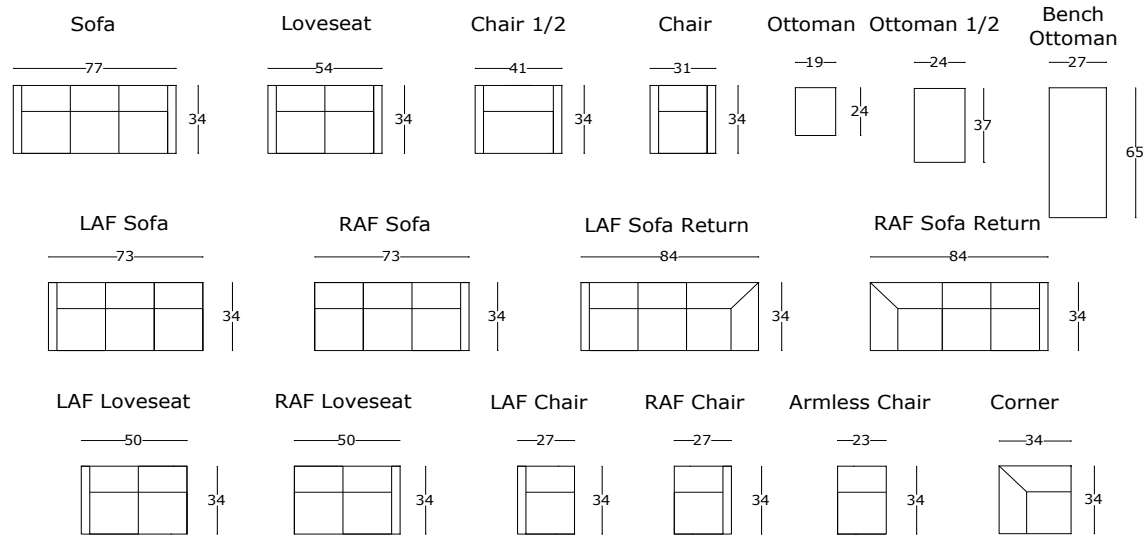 Sofa
Loveseat
Chair 1/2
Chair
Ottoman
Ottoman 1/2
Bench
Ottoman
77
54
41
31
19
24
27
34
34
34
34
24
37
65
LAF Sofa
RAF Sofa
LAF Sofa Return
RAF Sofa Return
73
73
84
84
34
34
34
34
LAF Loveseat
RAF Loveseat
LAF Chair
RAF Chair
Armless Chair
Corner
50
50
27
27
23
34
34
34
34
34
34
34